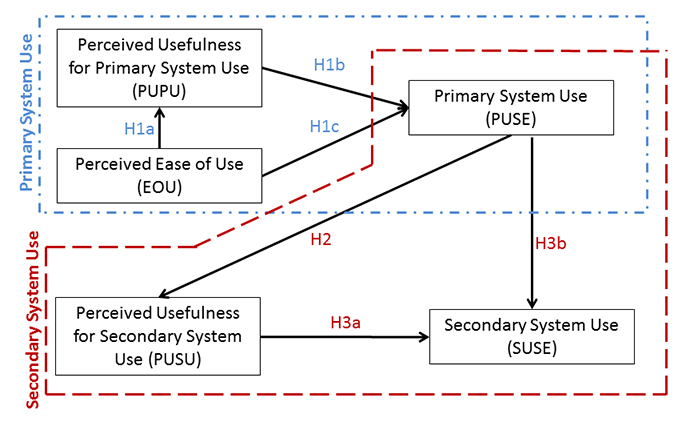 Primary System Use
Perceived Usefulness
for Primary System Use
(PUPU)
H1b
Primary System Use
(PUSE)
H1a
H1c
Perceived Ease of Use
(EOU)
Secondary System Use
H2
H3b
Perceived Usefulness
for Secondary System
Use (PUSU)
H3a
Secondary System Use
(SUSE)